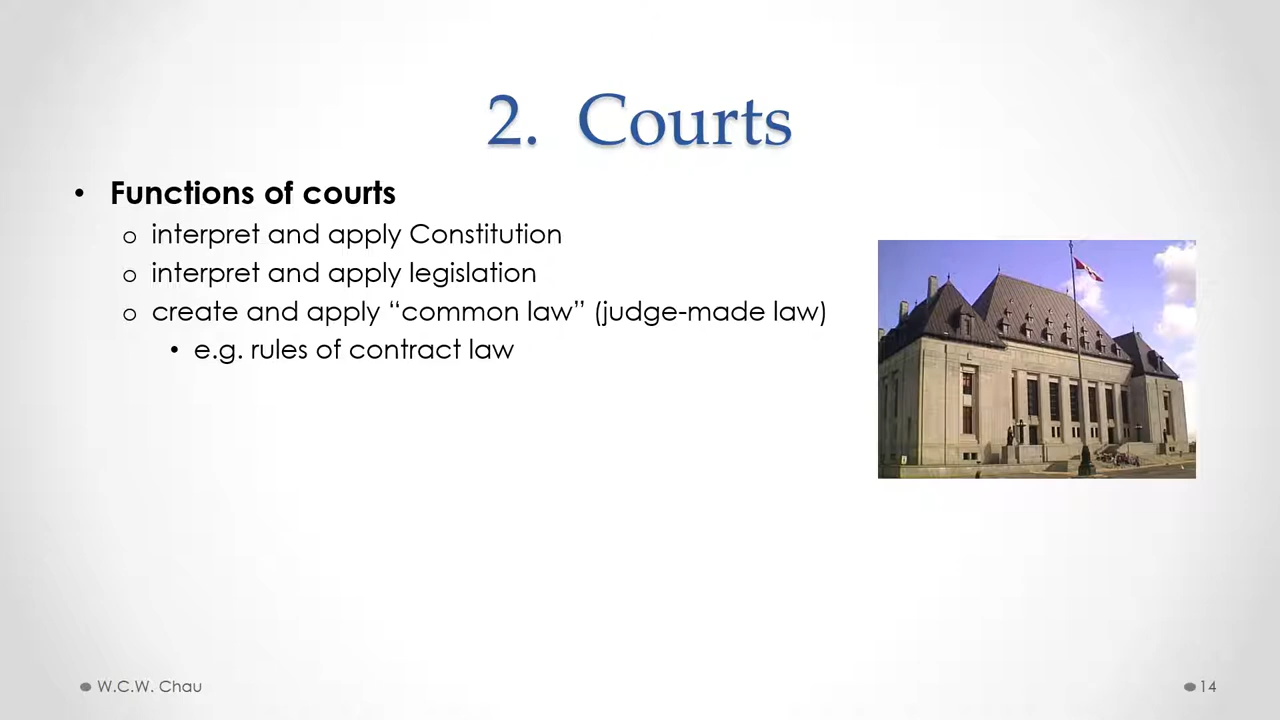 2. Courts
• Functions of courts
o interpret and apply Constitution
o interpret and apply legislation
o create and apply “common law” (judge-made law)
• e.g. rules of contract law
W.C.W. Chau
14